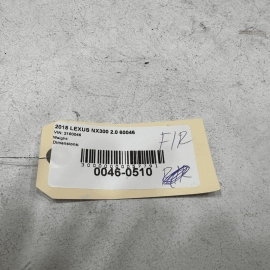 2018 LEXUS NX300 2.0 60046
VIN: 2180046
Weight:
Dimensions:
F/R
0046-0510